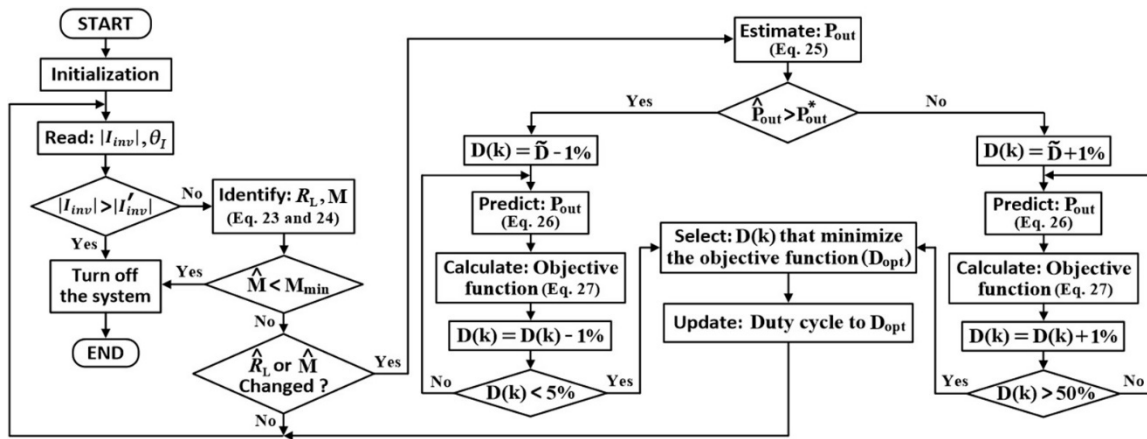 START
Initialization
Read: |I_inv|, θ_I
|I_inv|>|I'_inv|
No
Yes
Turn off
the system
END
Identify: R_L, M
(Eq. 23 and 24)
Yes
M̂ < M_min
No
R̂_L or M̂
Changed ?
Yes
No
Estimate: P_out
(Eq. 25)
Yes
P̂_out>P*_out
No
D(k) = D̃ - 1%
Predict: P_out
(Eq. 26)
Calculate: Objective
function (Eq. 27)
D(k) = D(k) - 1%
No
D(k) < 5%
Yes
Select: D(k) that minimize
the objective function (D_opt)
Update: Duty cycle to D_opt
D(k) = D̃ +1%
Predict: P_out
(Eq. 26)
Calculate: Objective
function (Eq. 27)
D(k) = D(k)+1%
Yes
D(k) > 50%
No